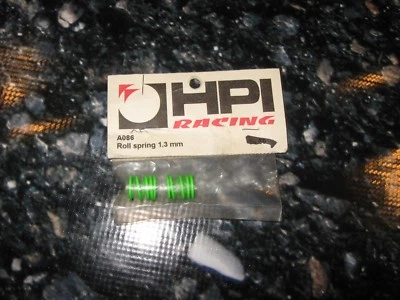 HPI
RACING
A086
Roll spring 1.3 mm